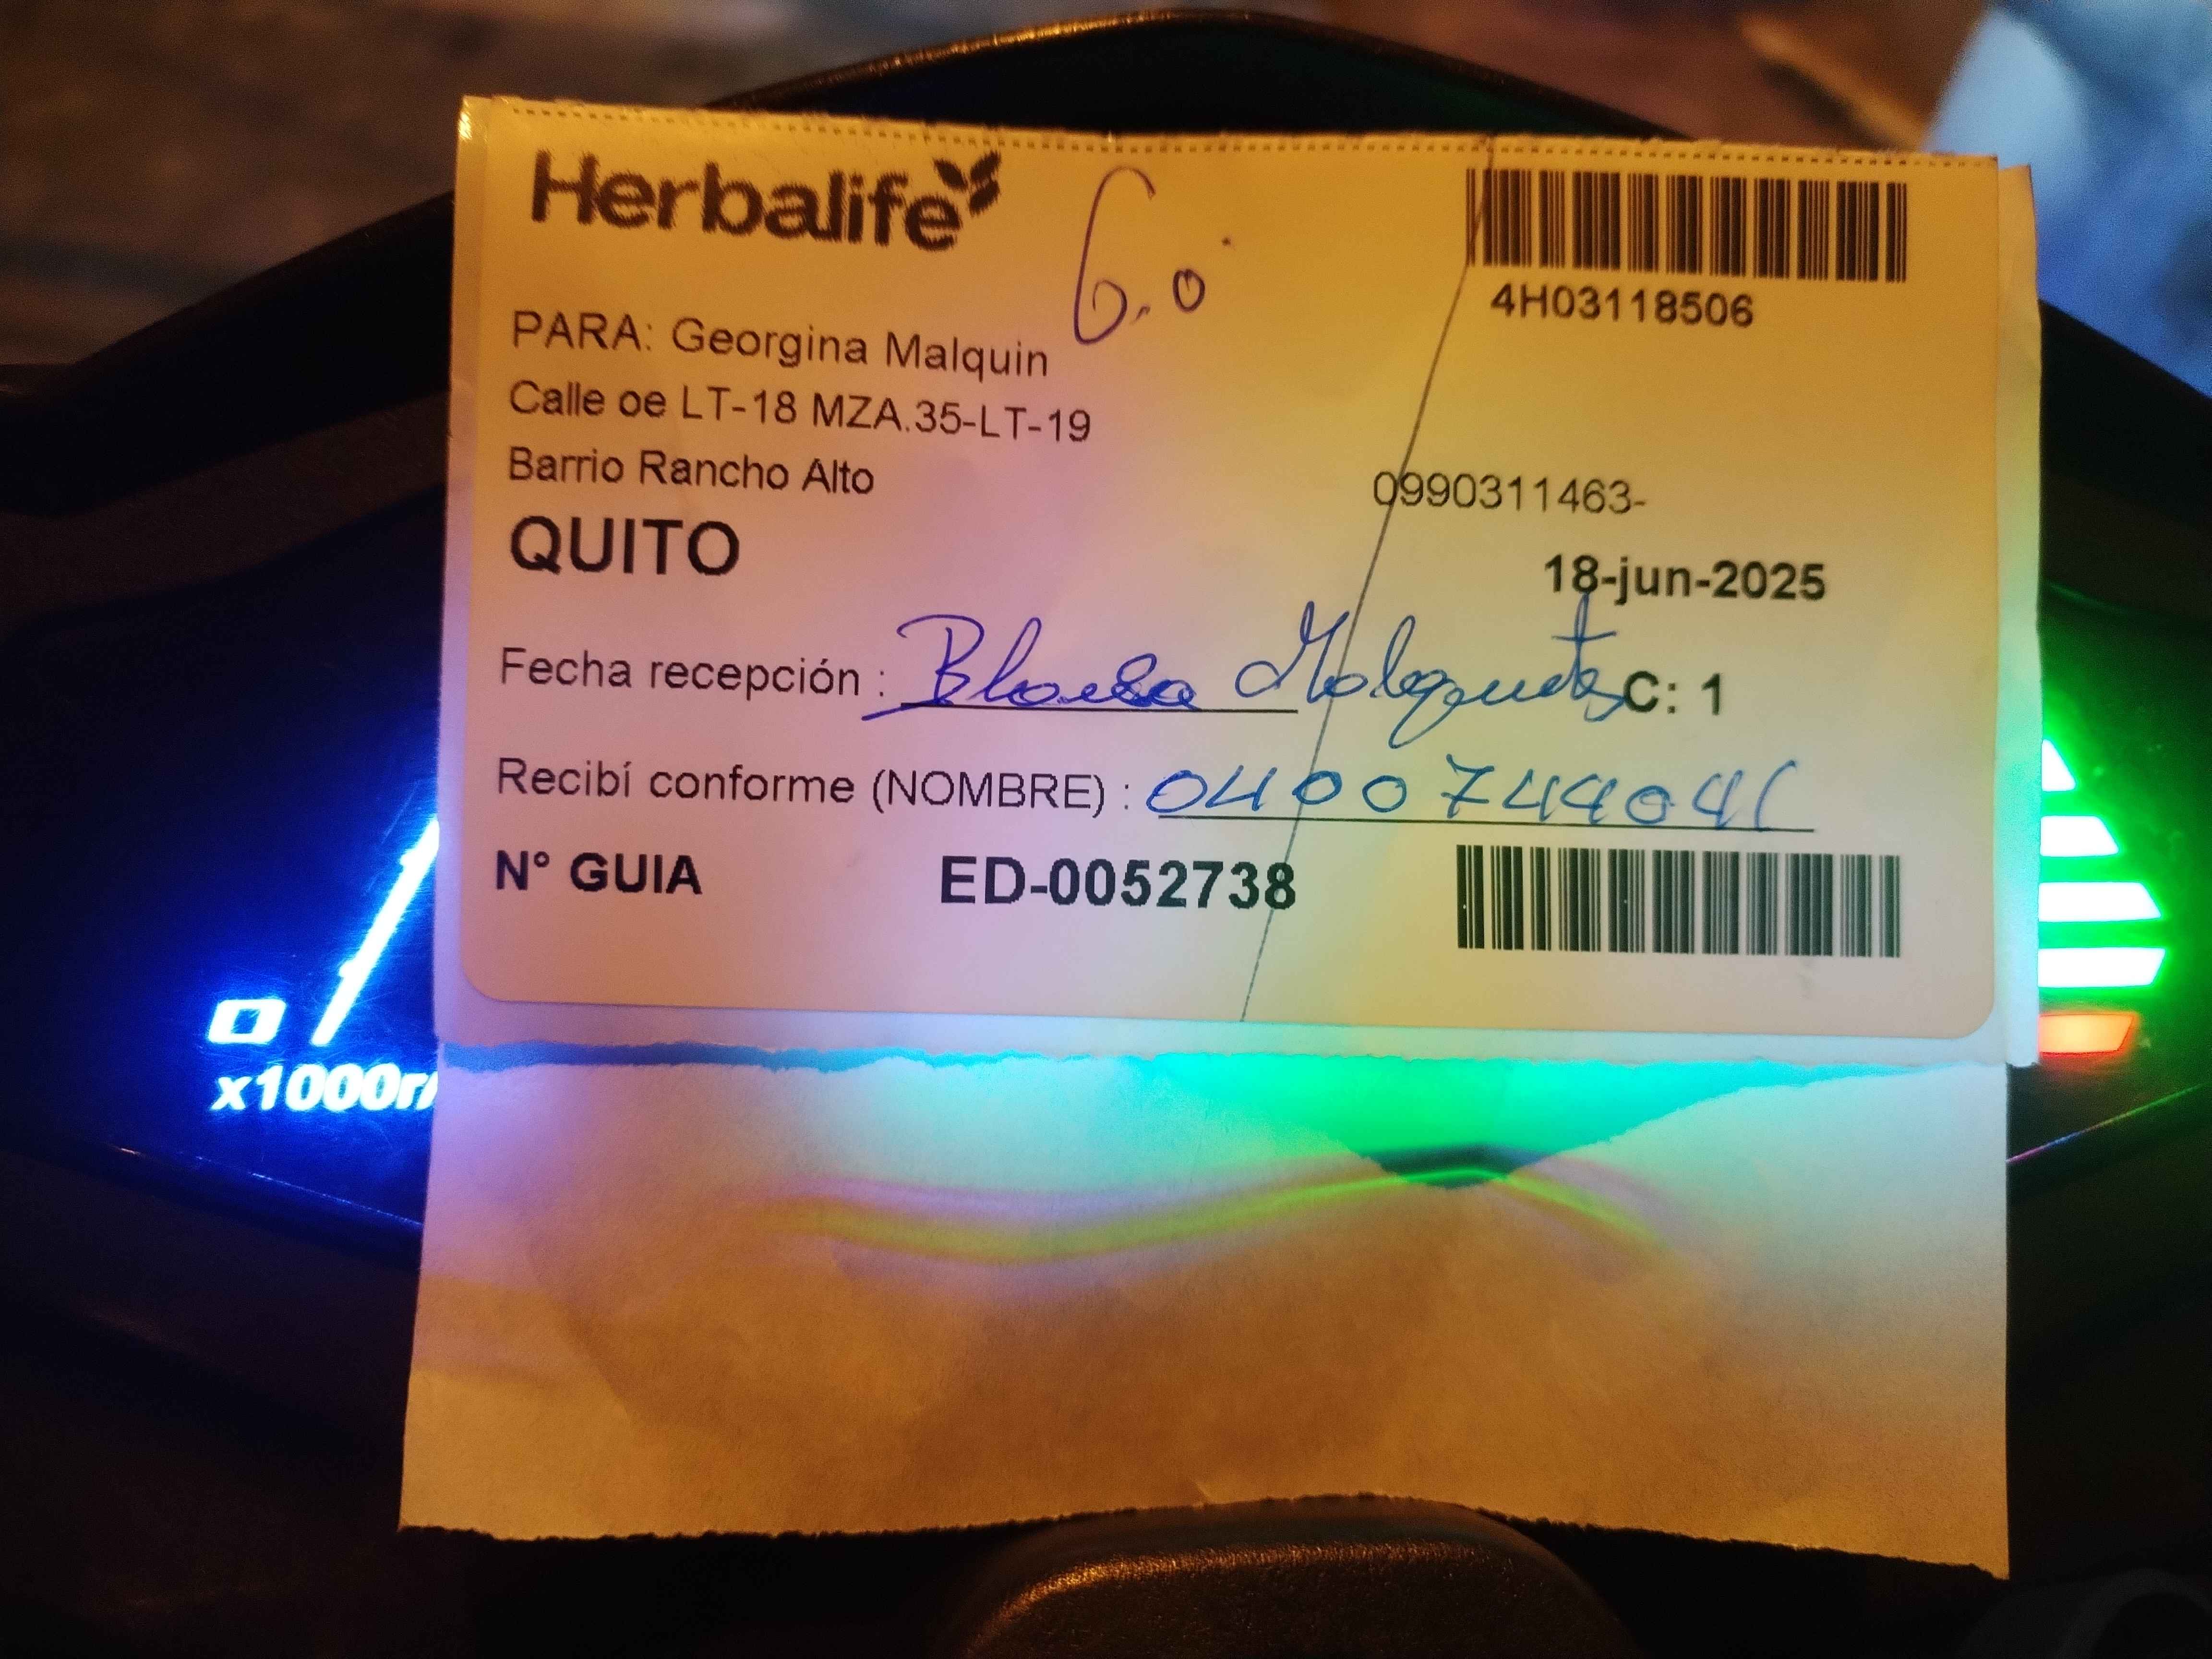 Herbalife
6.0
4H03118506
PARA: Georgina Malquin
Calle oe LT-18 MZA.35-LT-19
Barrio Rancho Alto
0990311463-
QUITO
18-jun-2025
Fecha recepción :
C: 1
Recibí conforme (NOMBRE) : 0400744041
N° GUIA ED-0052738
0
x1000r/